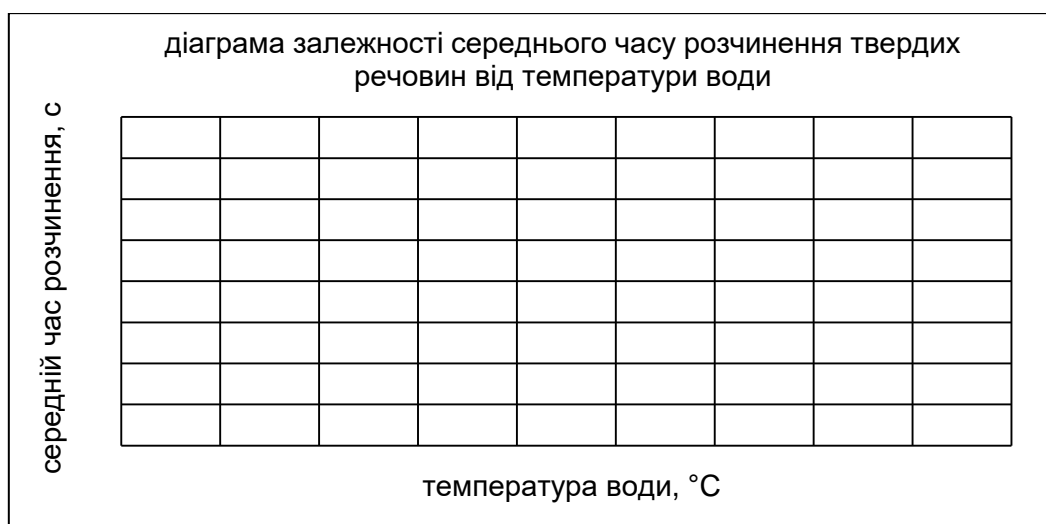 діаграма залежності середнього часу розчинення твердих
речовин від температури води
середній час розчинення, с
температура води, °С